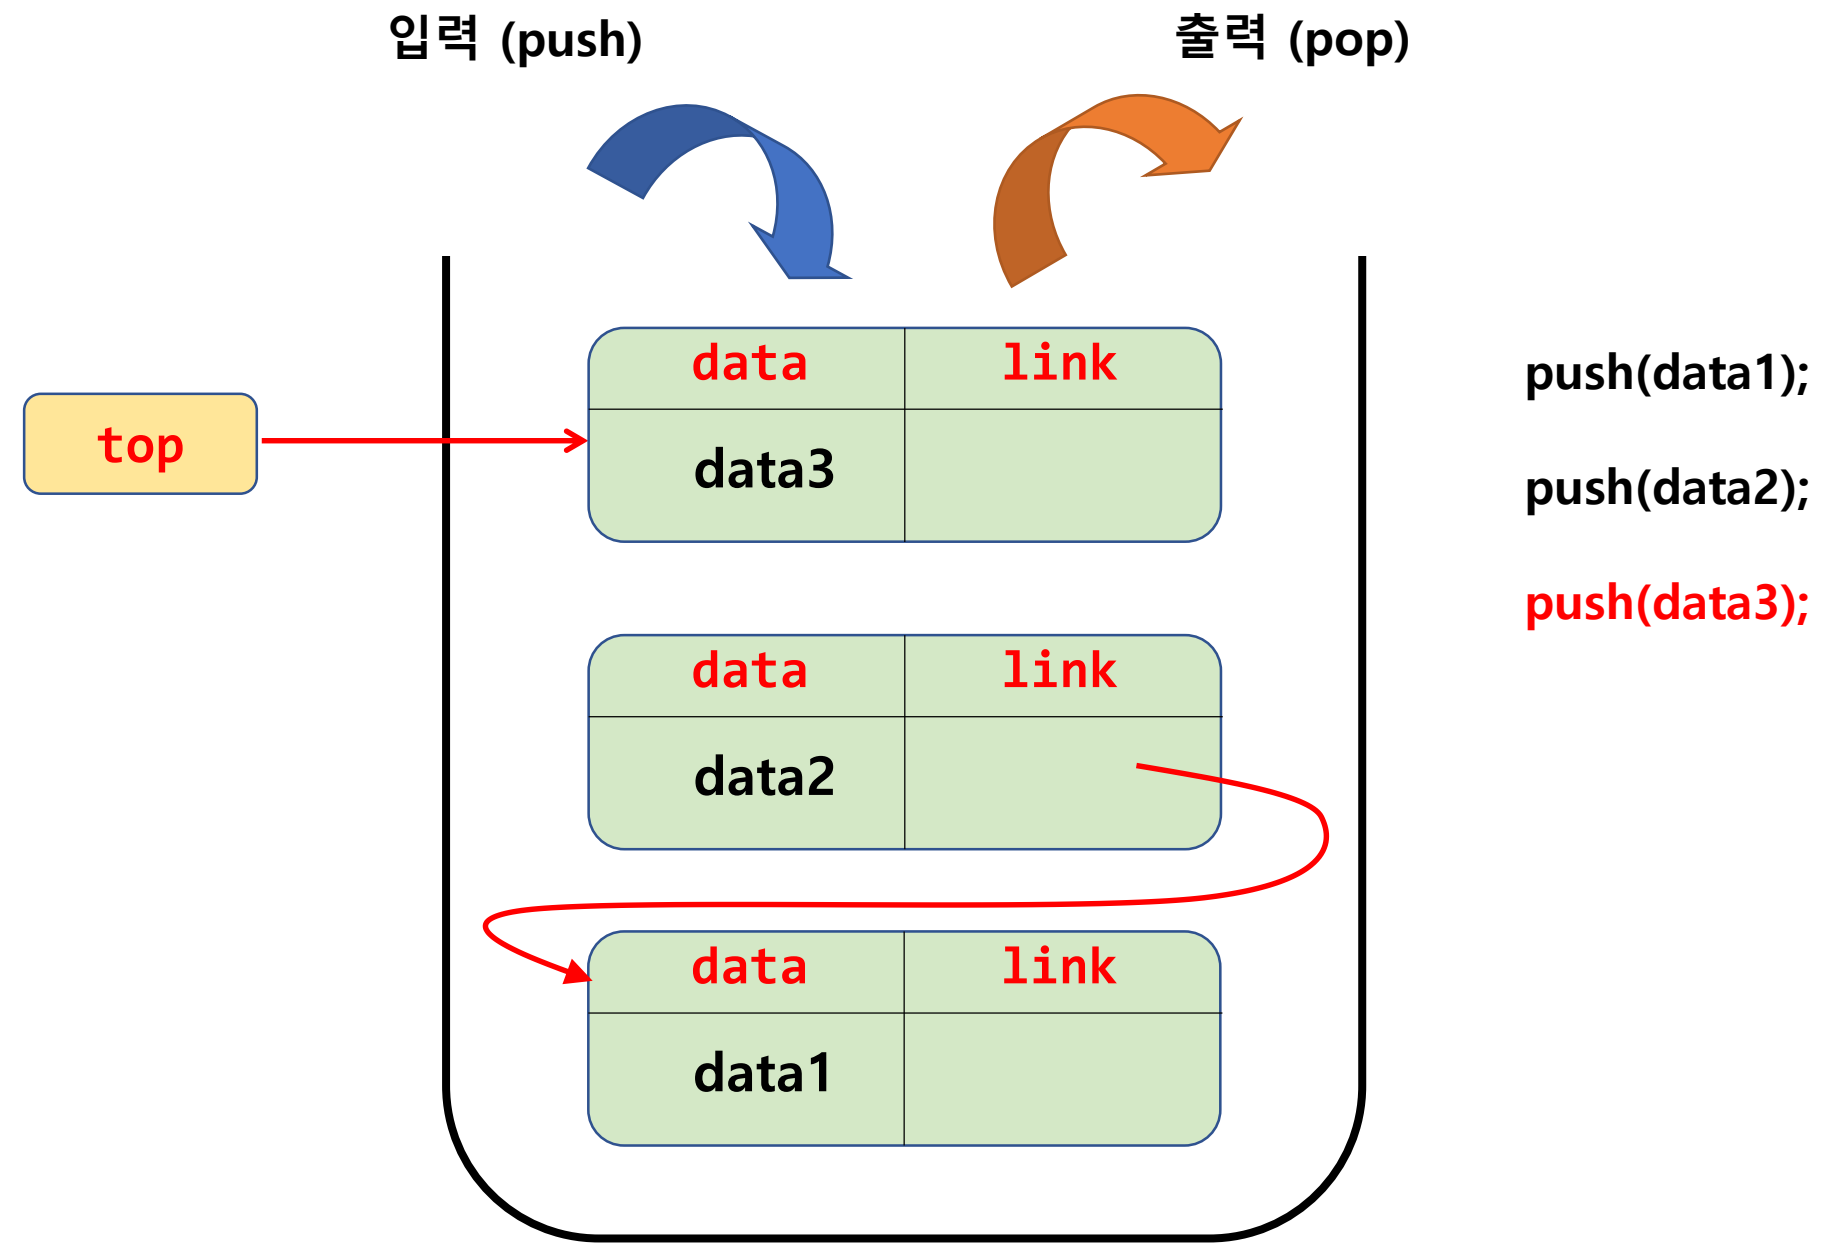 입력 (push)
출력 (pop)
top
data link
data3
data link
data2
data link
data1
push(data1);
push(data2);
push(data3);